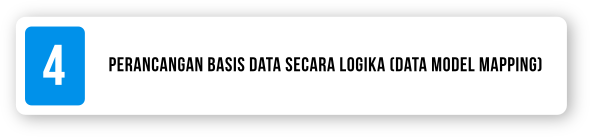 4
PERANCANGAN BASIS DATA SECARA LOGIKA (DATA MODEL MAPPING)